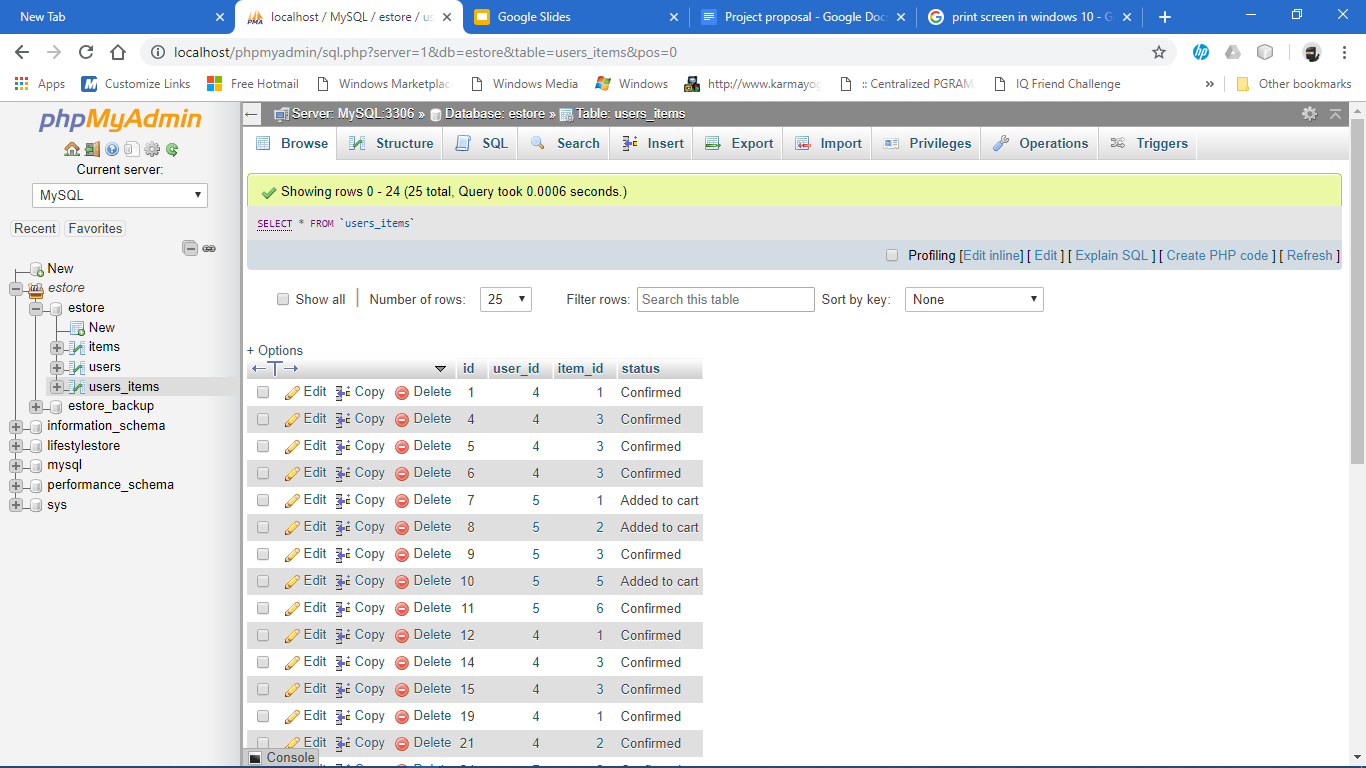 New Tab
localhost / MySQL / estore / us
Google Slides
Project proposal - Google Docs
print screen in windows 10 - G
localhost/phpmyadmin/sql.php?server=1&db=estore&table=users_items&pos=0
Apps
Customize Links
Free Hotmail
Windows Marketplac
Windows Media
Windows
http://www.karmayog
:: Centralized PGRAM
IQ Friend Challenge
»
Other bookmarks
phpMyAdmin
Current server:
MySQL
Recent
Favorites
New
estore
estore
New
items
users
users_items
estore_backup
information_schema
lifestylestore
mysql
performance_schema
sys
Server: MySQL:3306 » Database: estore » Table: users_items
Browse
Structure
SQL
Search
Insert
Export
Import
Privileges
Operations
Triggers
Showing rows 0 - 24 (25 total, Query took 0.0006 seconds.)
SELECT * FROM `users_items`
Profiling [Edit inline] [ Edit ] [ Explain SQL ] [ Create PHP code ] [ Refresh ]
Show all
Number of rows:
25
Filter rows:
Search this table
Sort by key:
None
+ Options
id user_id item_id status
Edit Copy Delete 1 4 1 Confirmed
Edit Copy Delete 4 4 3 Confirmed
Edit Copy Delete 5 4 3 Confirmed
Edit Copy Delete 6 4 3 Confirmed
Edit Copy Delete 7 5 1 Added to cart
Edit Copy Delete 8 5 2 Added to cart
Edit Copy Delete 9 5 3 Confirmed
Edit Copy Delete 10 5 5 Added to cart
Edit Copy Delete 11 5 6 Confirmed
Edit Copy Delete 12 4 1 Confirmed
Edit Copy Delete 14 4 3 Confirmed
Edit Copy Delete 15 4 3 Confirmed
Edit Copy Delete 19 4 1 Confirmed
Edit Copy Delete 21 4 2 Confirmed
Console